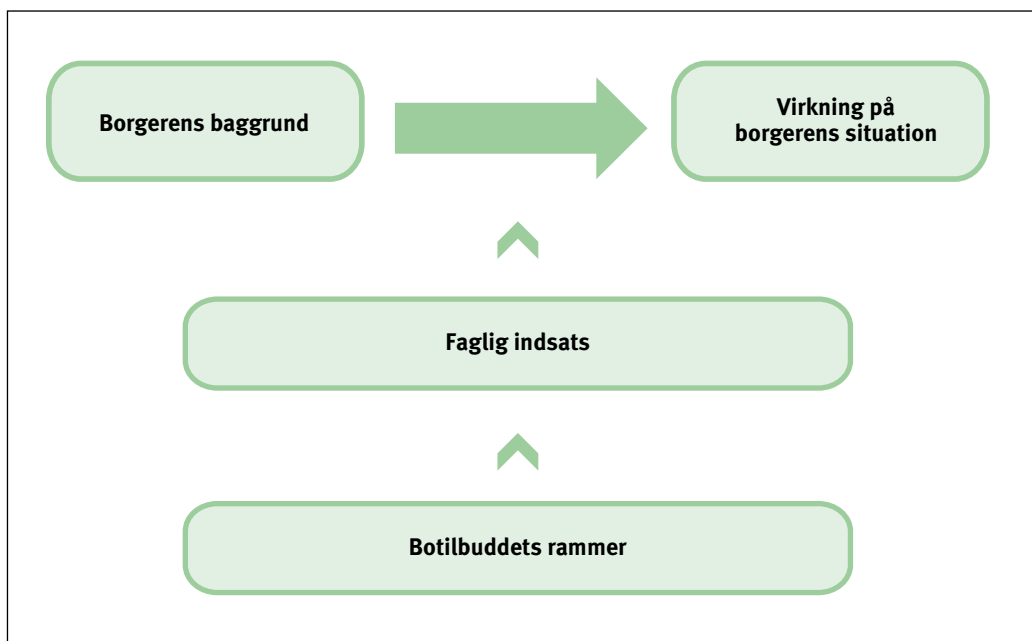 Borgerens baggrund
Virkning på
borgerens situation
Faglig indsats
Botilbuddets rammer